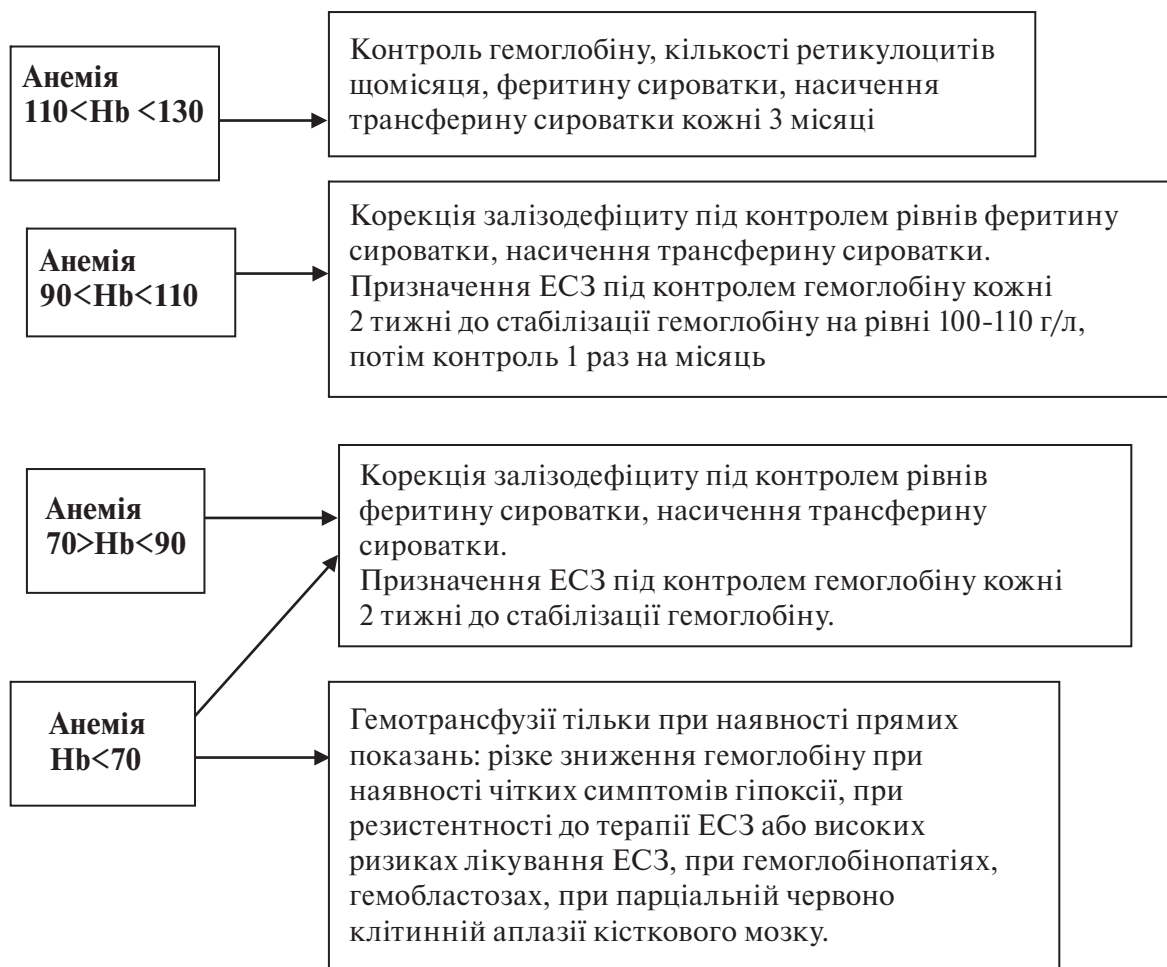 Анемія
110<Hb <130
Контроль гемоглобіну, кількості ретикулоцитів
щомісяця, феритину сироватки, насичення
трансферину сироватки кожні 3 місяці
Анемія
90<Hb<110
Корекція залізодефіциту під контролем рівнів феритину
сироватки, насичення трансферину сироватки.
Призначення ЕСЗ під контролем гемоглобіну кожні
2 тижні до стабілізації гемоглобіну на рівні 100-110 г/л,
потім контроль 1 раз на місяць
Анемія
70>Hb<90
Корекція залізодефіциту під контролем рівнів
феритину сироватки, насичення трансферину
сироватки.
Призначення ЕСЗ під контролем гемоглобіну кожні
2 тижні до стабілізації гемоглобіну.
Анемія
Hb<70
Гемотрансфузії тільки при наявності прямих
показань: різке зниження гемоглобіну при
наявності чітких симптомів гіпоксії, при
резистентності до терапії ЕСЗ або високих
ризиках лікування ЕСЗ, при гемоглобінопатіях,
гемобластозах, при парціальній червоно
клітинній аплазії кісткового мозку.